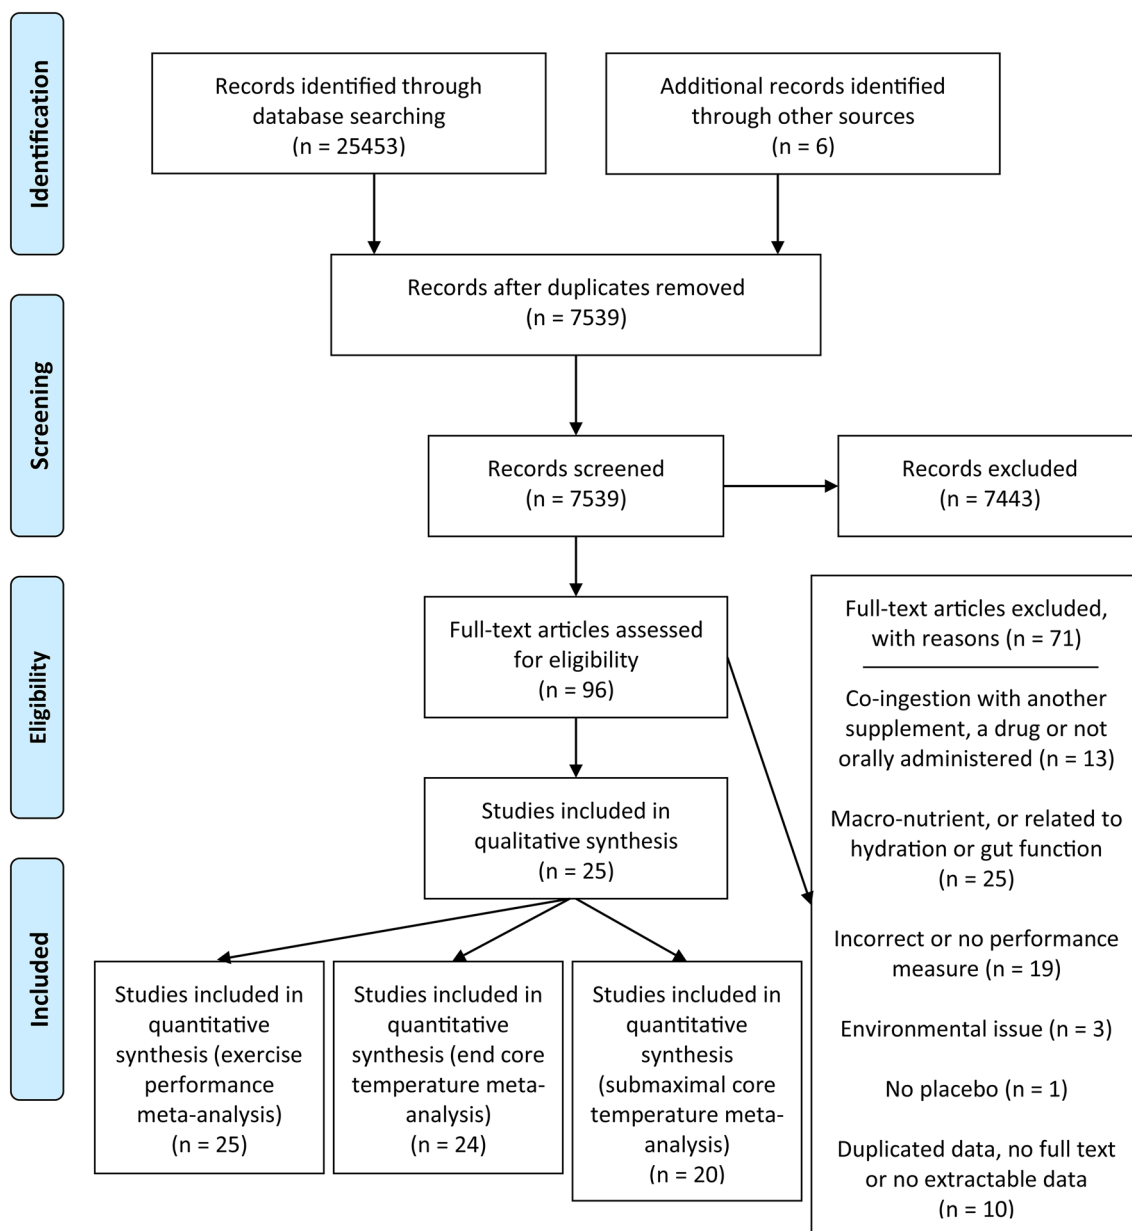 Identification
Records identified through
database searching
(n = 25453)
Additional records identified
through other sources
(n = 6)
Records after duplicates removed
(n = 7539)
Screening
Records screened
(n = 7539)
Records excluded
(n = 7443)
Eligibility
Full-text articles assessed
for eligibility
(n = 96)
Full-text articles excluded,
with reasons (n = 71)
Co-ingestion with another
supplement, a drug or not
orally administered (n = 13)
Macro-nutrient, or related to
hydration or gut function
(n = 25)
Incorrect or no performance
measure (n = 19)
Environmental issue (n = 3)
No placebo (n = 1)
Duplicated data, no full text
or no extractable data
(n = 10)
Studies included in
qualitative synthesis
(n = 25)
Included
Studies included in
quantitative
synthesis (exercise
performance
meta-analysis)
(n = 25)
Studies included in
quantitative
synthesis (end core
temperature meta-
analysis)
(n = 24)
Studies included in
quantitative
synthesis
(submaximal core
temperature meta-
analysis)
(n = 20)